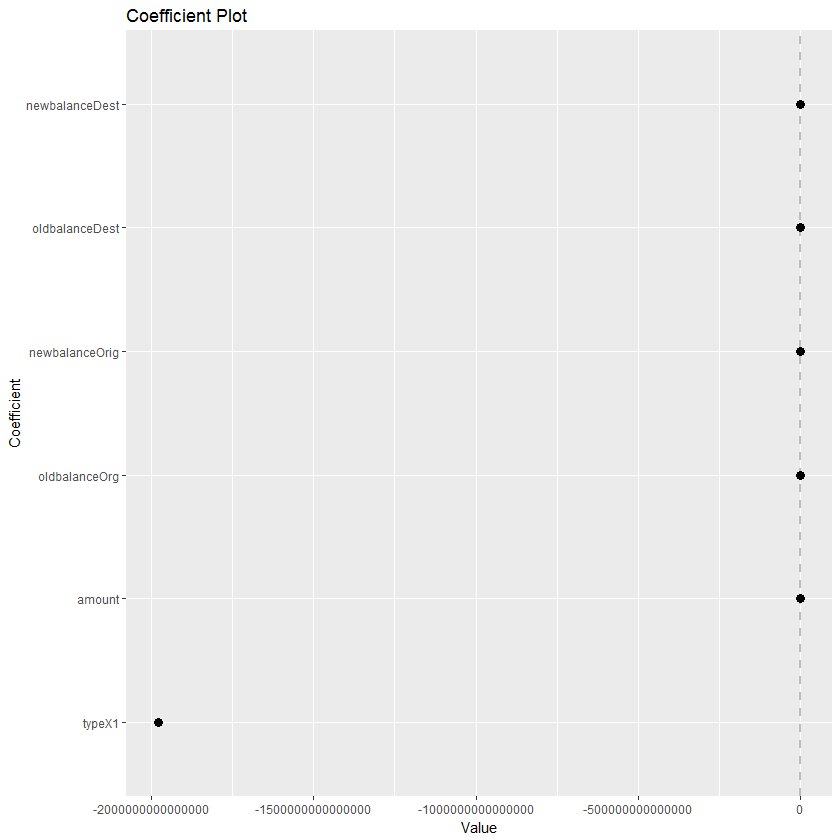 Coefficient Plot
newbalanceDest
oldbalanceDest
newbalanceOrig
oldbalanceOrg
amount
typeX1
Coefficient
-2000000000000000
-1500000000000000
-1000000000000000
-500000000000000
0
Value